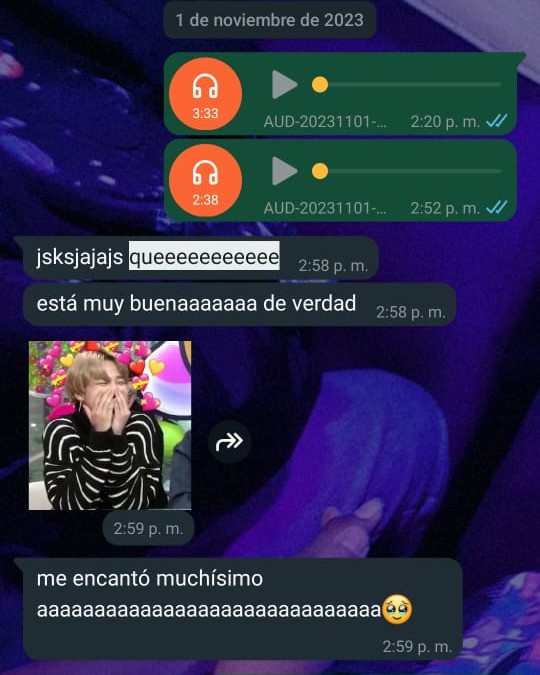 1 de noviembre de 2023
3:33
AUD-20231101-... 2:20 p. m.
2:38
AUD-20231101-... 2:52 p. m.
jsksjajajs queeeeeeeeeee 2:58 p. m.
está muy buenaaaaaaa de verdad 2:58 p. m.
2:59 p. m.
me encantó muchísimo
aaaaaaaaaaaaaaaaaaaaaaaaaaaaaa🥹
2:59 p. m.